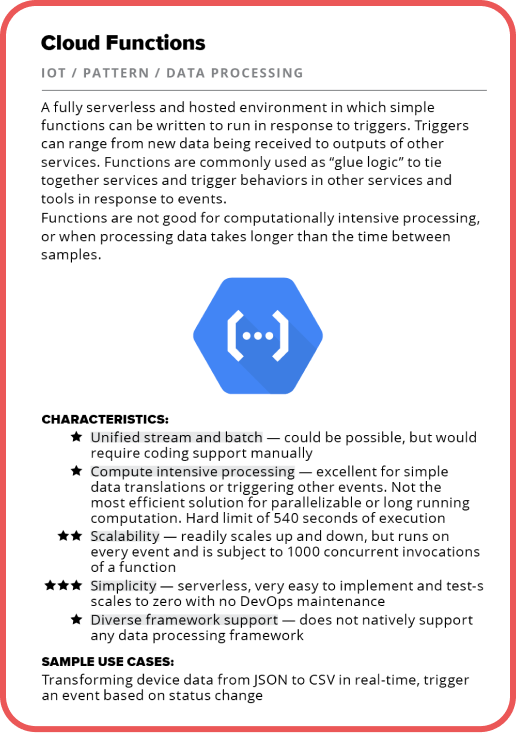 Cloud Functions
IOT / PATTERN / DATA PROCESSING
A fully serverless and hosted environment in which simple
functions can be written to run in response to triggers. Triggers
can range from new data being received to outputs of other
services. Functions are commonly used as “glue logic” to tie
together services and trigger behaviors in other services and
tools in response to events.
Functions are not good for computationally intensive processing,
or when processing data takes longer than the time between
samples.
CHARACTERISTICS:
★ Unified stream and batch — could be possible, but would
require coding support manually
★ Compute intensive processing — excellent for simple
data translations or triggering other events. Not the
most efficient solution for parallelizable or long running
computation. Hard limit of 540 seconds of execution
★★ Scalability — readily scales up and down, but runs on
every event and is subject to 1000 concurrent invocations
of a function
★★★ Simplicity — serverless, very easy to implement and test-s
scales to zero with no DevOps maintenance
★ Diverse framework support — does not natively support
any data processing framework
SAMPLE USE CASES:
Transforming device data from JSON to CSV in real-time, trigger
an event based on status change